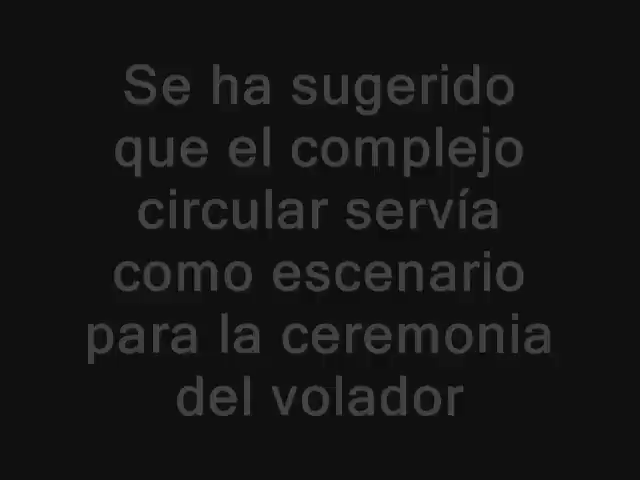 Se ha sugerido
que el complejo
circular servía
como escenario
para la ceremonia
del volador